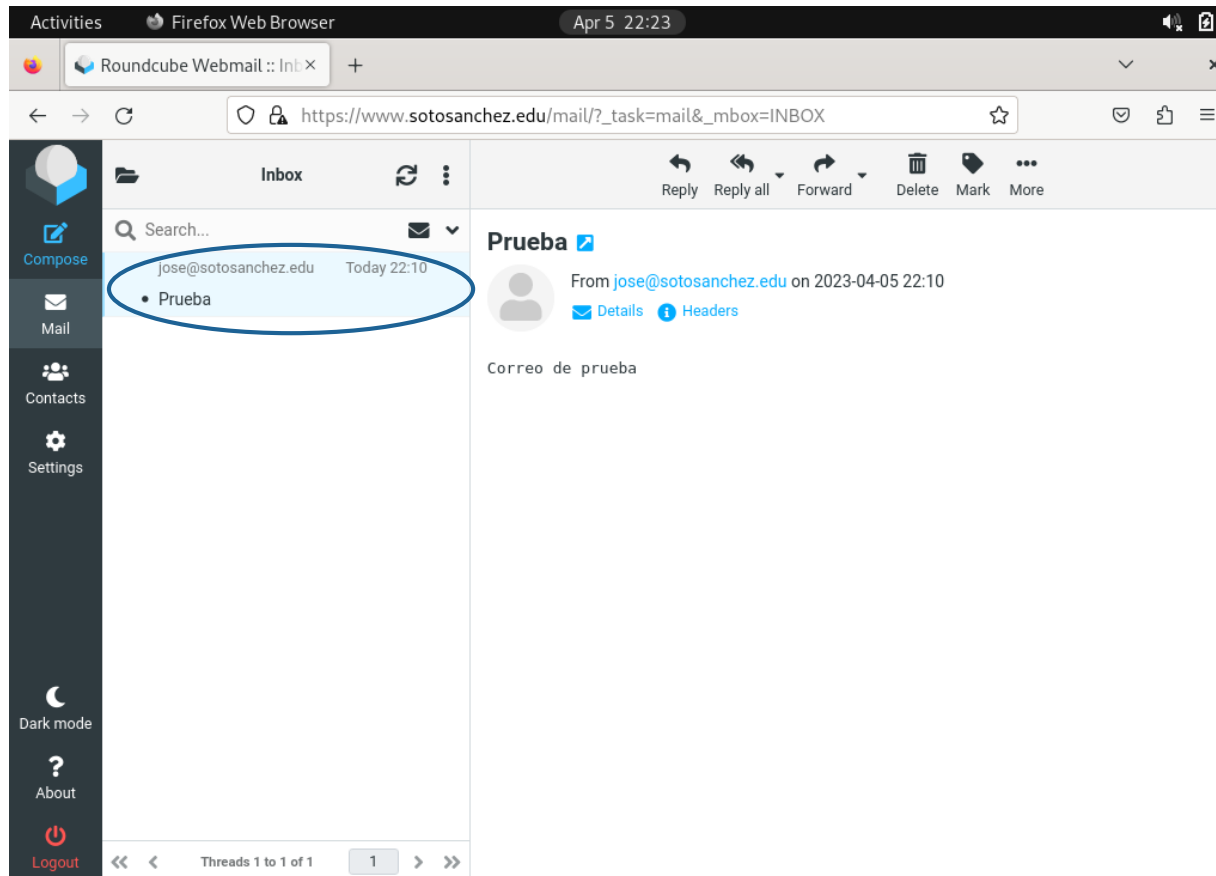 Activities Firefox Web Browser Apr 5 22:23
Roundcube Webmail :: Inb
https://www.sotosanchez.edu/mail/?_task=mail&_mbox=INBOX
Inbox
Reply Reply all Forward Delete Mark More
Compose
Mail
Contacts
Settings
Dark mode
About
Logout
Search...
jose@sotosanchez.edu Today 22:10
• Prueba
Threads 1 to 1 of 1 1
Prueba
From jose@sotosanchez.edu on 2023-04-05 22:10
Details Headers
Correo de prueba